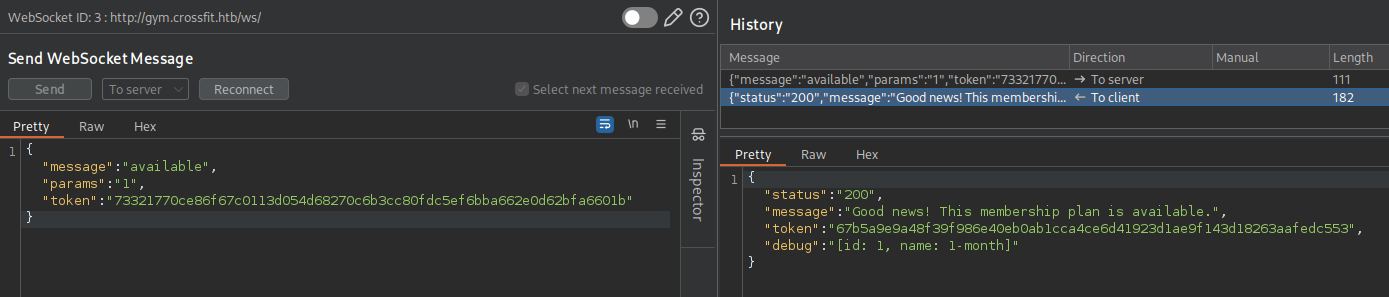 WebSocket ID: 3 : http://gym.crossfit.htb/ws/
Send WebSocket Message
Send To server Reconnect Select next message received
Pretty Raw Hex \n
1 {
"message":"available",
"params":"1",
"token":"73321770ce86f67c0113d054d68270c6b3cc80fdc5ef6bba662e0d62bfa6601b"
}
Inspector
History
Message Direction Manual Length
{"message":"available","params":"1","token":"73321770... → To server 111
{"status":"200","message":"Good news! This membershi... ← To client 182
Pretty Raw Hex
1 {
"status":"200",
"message":"Good news! This membership plan is available.",
"token":"67b5a9e9a48f39f986e40eb0ab1cca4ce6d41923d1ae9f143d18263aafedc553",
"debug":"[id: 1, name: 1-month]"
}